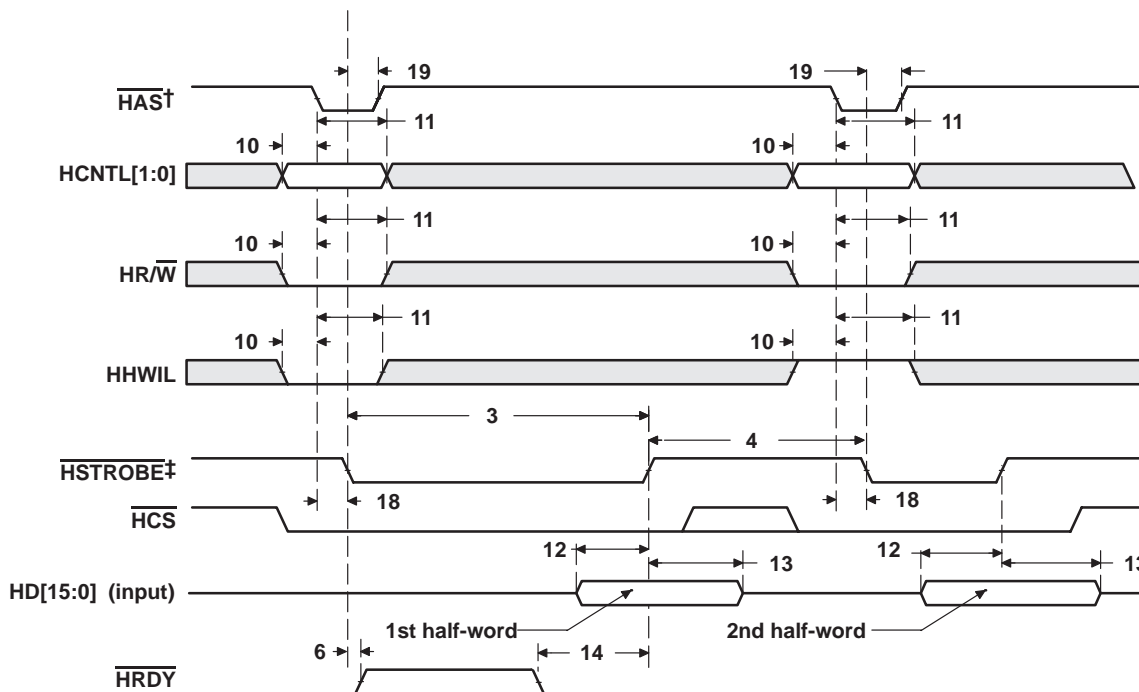 19
19
HAS†
11
11
10
10
HCNTL[1:0]
11
11
10
10
HR/W
11
11
10
10
HHWIL
3
4
HSTROBE‡
18
18
HCS
12
12
13
13
HD[15:0] (input)
1st half-word
2nd half-word
6
14
HRDY